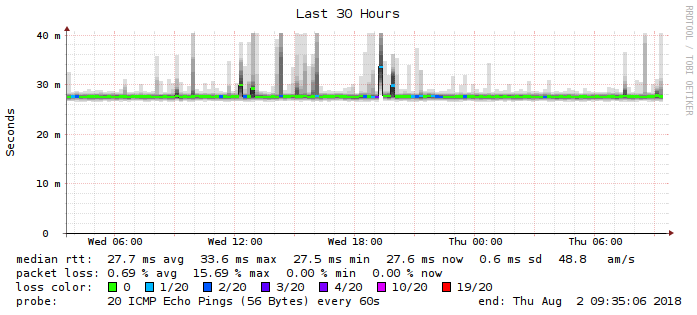 Last 30 Hours
RRDTOOL / TOBI OETIKER
Seconds
40 m
30 m
20 m
10 m
0
Wed 06:00 Wed 12:00 Wed 18:00 Thu 00:00 Thu 06:00
median rtt: 27.7 ms avg 33.6 ms max 27.5 ms min 27.6 ms now 0.6 ms sd 48.8 am/s
packet loss: 0.69 % avg 15.69 % max 0.00 % min 0.00 % now
loss color: 0 1/20 2/20 3/20 4/20 10/20 19/20
probe: 20 ICMP Echo Pings (56 Bytes) every 60s end: Thu Aug 2 09:35:06 2018